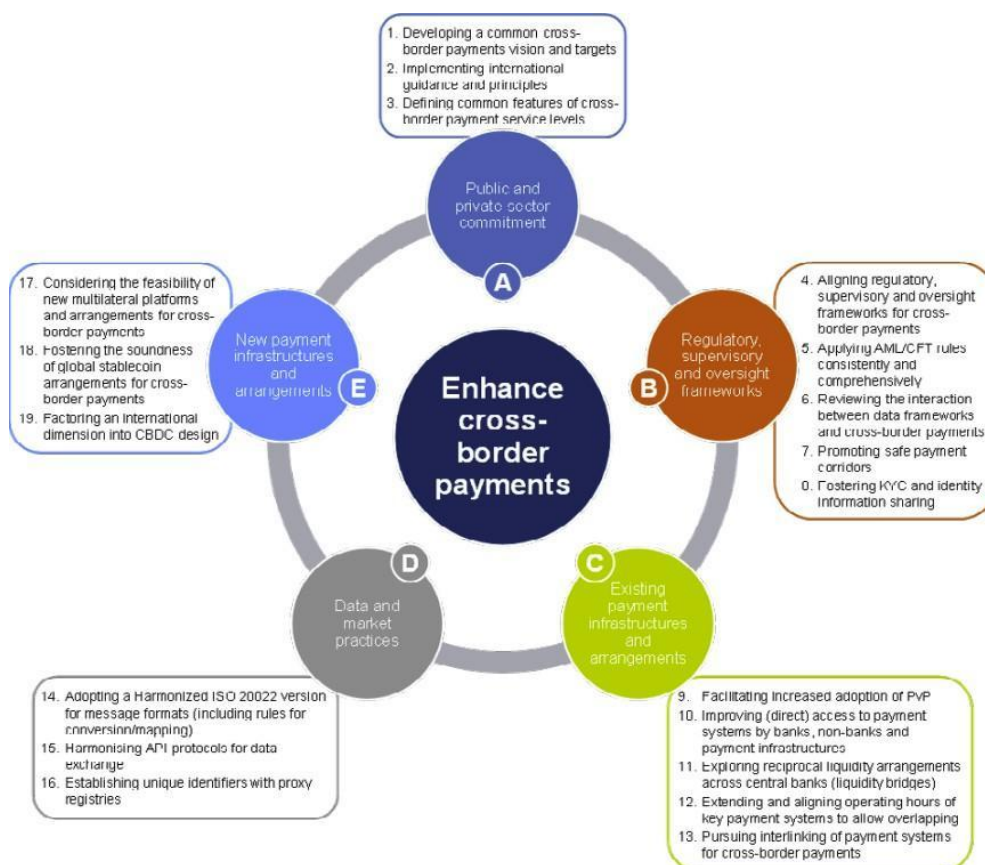 1. Developing a common cross-
border payments vision and targets
2. Implementing international
guidance and principles
3. Defining common features of cross-
border payment service levels
Public and
private sector
commitment
A
17. Considering the feasibility of
new multilateral platforms
and arrangements for cross-
border payments
18. Fostering the soundness
of global stablecoin
arrangements for cross-
border payments
19. Factoring an international
dimension into CBDC design
New payment
infrastructures
and
arrangements
E
Enhance
cross-
border
payments
Regulatory,
supervisory
and oversight
frameworks
B
4. Aligning regulatory,
supervisory and oversight
frameworks for cross-
border payments
5. Applying AML/CFT rules
consistently and
comprehensively
6. Reviewing the interaction
between data frameworks
and cross-border payments
7. Promoting safe payment
corridors
0. Fostering KYC and identity
information sharing
D
Data and
market
practices
C
Existing
payment
infrastructures
and
arrangements
14. Adopting a Harmonized ISO 20022 version
for message formats (including rules for
conversion/mapping)
15. Harmonising API protocols for data
exchange
16. Establishing unique identifiers with proxy
registries
9. Facilitating increased adoption of PvP
10. Improving (direct) access to payment
systems by banks, non-banks and
payment infrastructures
11. Exploring reciprocal liquidity arrangements
across central banks (liquidity bridges)
12. Extending and aligning operating hours of
key payment systems to allow overlapping
13. Pursuing interlinking of payment systems
for cross-border payments